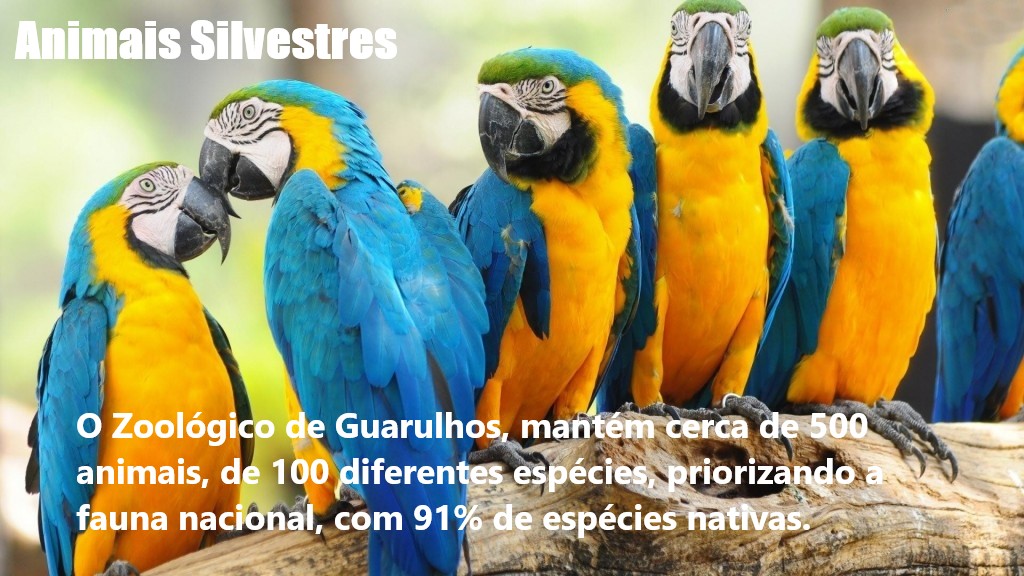 Animais Silvestres
O Zoológico de Guarulhos, mantém cerca de 500
animais, de 100 diferentes espécies, priorizando a
fauna nacional, com 91% de espécies nativas.